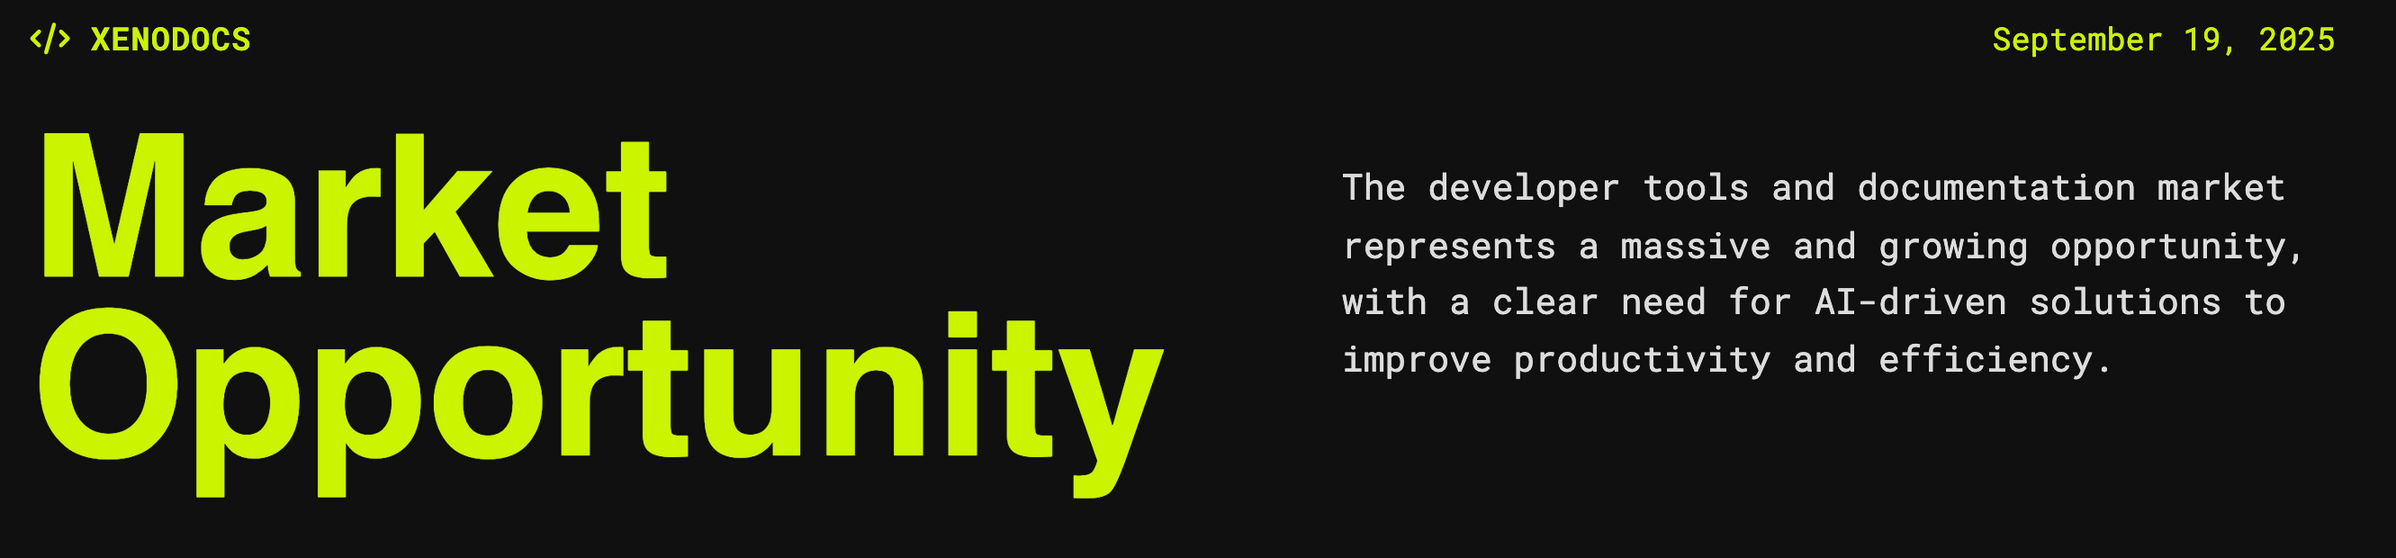 </> XENODOCS
September 19, 2025
Market
Opportunity
The developer tools and documentation market
represents a massive and growing opportunity,
with a clear need for AI-driven solutions to
improve productivity and efficiency.